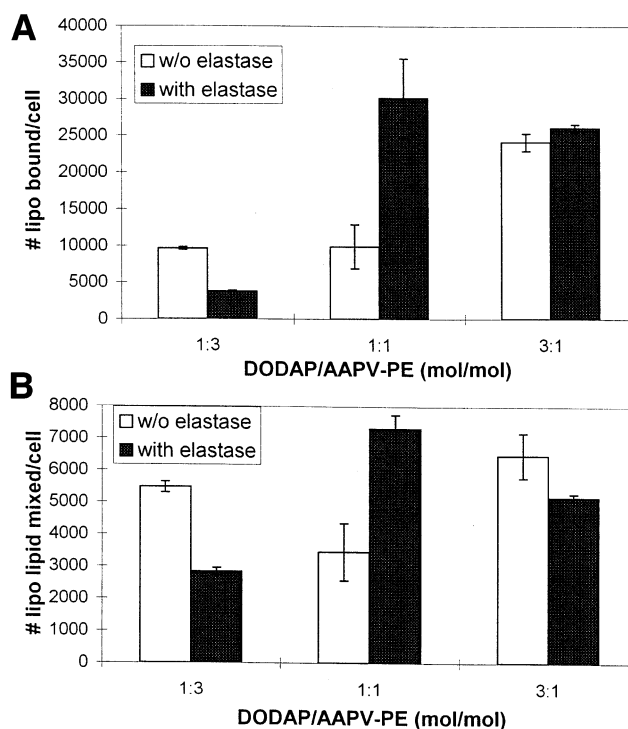 A
40000
35000
30000
25000
20000
15000
10000
5000
0
# lipo bound/cell
w/o elastase
with elastase
1:3 1:1 3:1
DODAP/AAPV-PE (mol/mol)
B
8000
7000
6000
5000
4000
3000
2000
1000
0
# lipo lipid mixed/cell
w/o elastase
with elastase
1:3 1:1 3:1
DODAP/AAPV-PE (mol/mol)